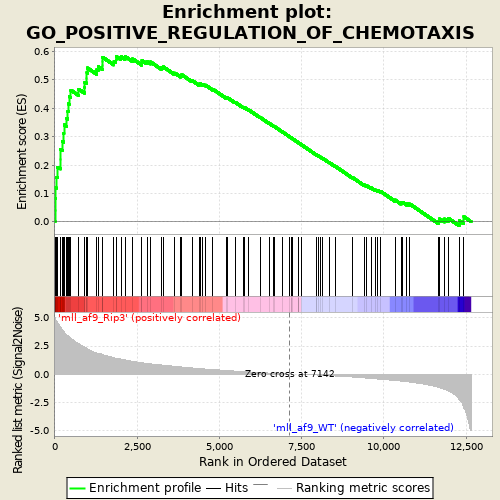 Enrichment plot:
GO_POSITIVE_REGULATION_OF_CHEMOTAXIS
Enrichment score (ES)
0.6
0.5
0.4
0.3
0.2
0.1
0.0
Ranked list metric (Signal2Noise)
5.0
2.5
0.0
-2.5
-5.0
'mll_af9_Rip3' (positively correlated)
Zero cross at 7142
'mll_af9_WT' (negatively correlated)
0 2,500 5,000 7,500 10,000 12,500
Rank in Ordered Dataset
Enrichment profile Hits Ranking metric scores